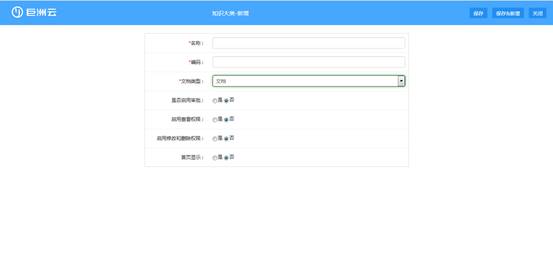 巨洲云
知识大类-新增
保存 保存与新增 关闭
*名称：
*编码：
*文档类型： 文档
是否启用审批： 是 否
启用查看权限： 是 否
启用修改和删除权限： 是 否
首页显示： 是 否